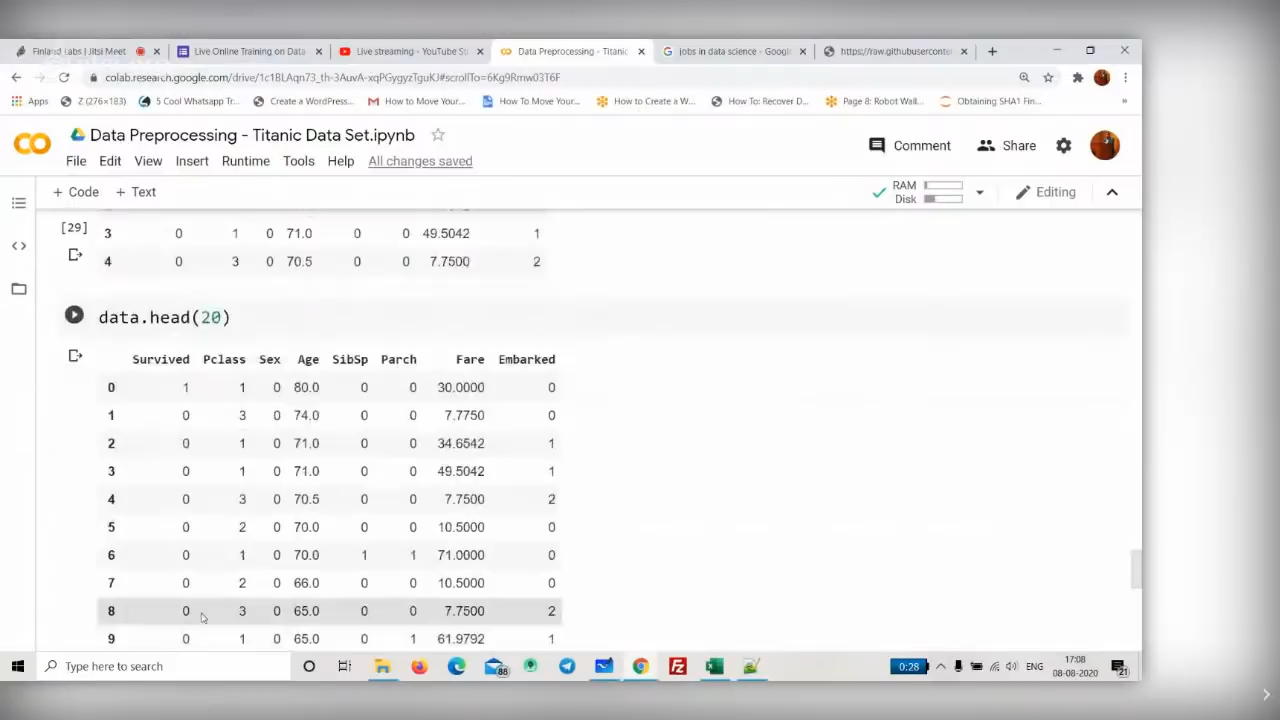 Finland Labs | Jitsi Meet
Live Online Training on Data
Live streaming - YouTube St
Data Preprocessing - Titanic
jobs in data science - Google
https://raw.githubuserconte
colab.research.google.com/drive/1c1BLAqn73_th-3AuvA-xqPGygyzTguKJ#scrollTo=6Kg9Rmw03T6F
Apps
Z (276×183)
5 Cool Whatsapp Tr...
Create a WordPress...
How to Move Your...
How To Move Your...
How to Create a W...
How To: Recover D...
Page 8: Robot Wall...
Obtaining SHA1 Fin...
»
CO
Data Preprocessing - Titanic Data Set.ipynb
Comment
Share
File Edit View Insert Runtime Tools Help All changes saved
+ Code + Text
RAM
Disk
Editing
[29] 3 0 1 0 71.0 0 0 49.5042 1
4 0 3 0 70.5 0 0 7.7500 2
data.head(20)
Survived Pclass Sex Age SibSp Parch Fare Embarked
0 1 1 0 80.0 0 0 30.0000 0
1 0 3 0 74.0 0 0 7.7750 0
2 0 1 0 71.0 0 0 34.6542 1
3 0 1 0 71.0 0 0 49.5042 1
4 0 3 0 70.5 0 0 7.7500 2
5 0 2 0 70.0 0 0 10.5000 0
6 0 1 0 70.0 1 1 71.0000 0
7 0 2 0 66.0 0 0 10.5000 0
8 0 3 0 65.0 0 0 7.7500 2
9 0 1 0 65.0 0 1 61.9792 1
Type here to search
88
0:28
ENG
17:08
08-08-2020
21